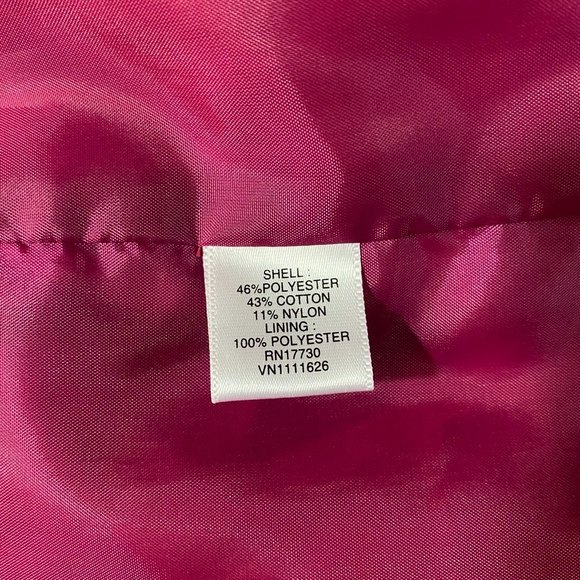 SHELL :
46%POLYESTER
43% COTTON
11% NYLON
LINING :
100% POLYESTER
RN17730
VN1111626